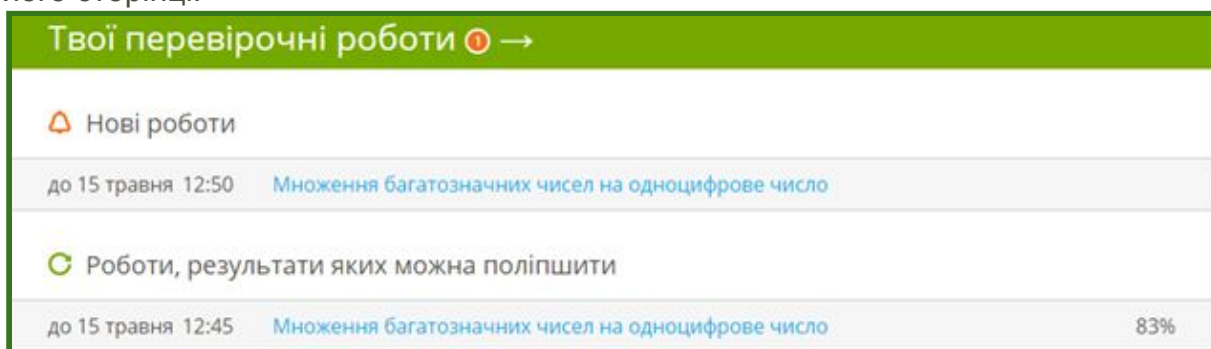 Твої перевірочні роботи 1 →
Нові роботи
до 15 травня 12:50 Множення багатозначних чисел на одноцифрове число
Роботи, результати яких можна поліпшити
до 15 травня 12:45 Множення багатозначних чисел на одноцифрове число 83%